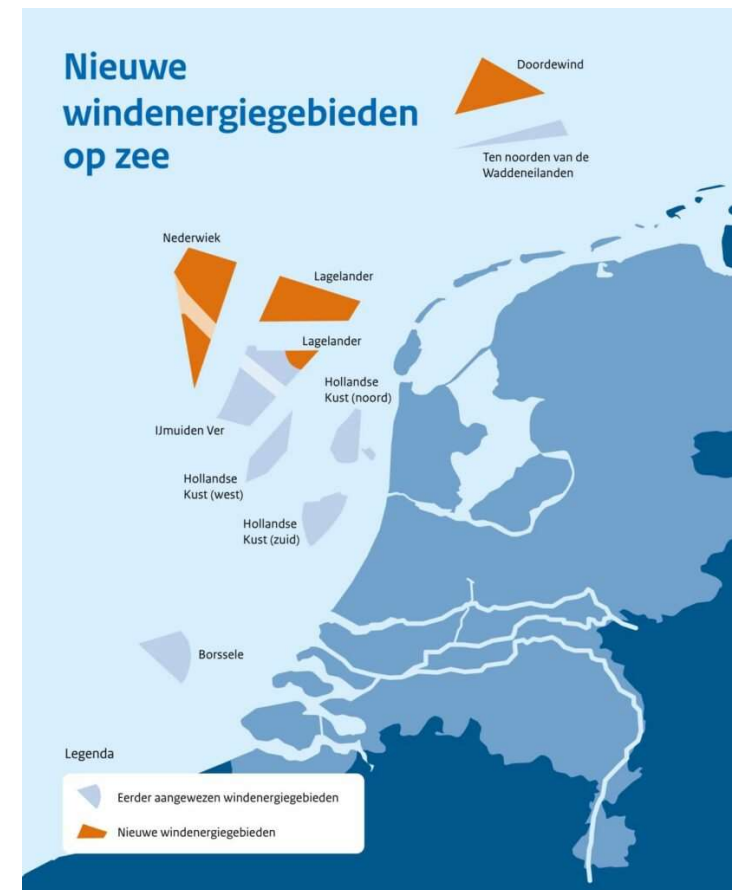 Nieuwe
windenergiegebieden
op zee
Doordewind
Ten noorden van de
Waddeneilanden
Nederwiek
Lagelander
Lagelander
Hollandse
Kust (noord)
IJmuiden Ver
Hollandse
Kust (west)
Hollandse
Kust (zuid)
Borssele
Legenda
Eerder aangewezen windenergiegebieden
Nieuwe windenergiegebieden